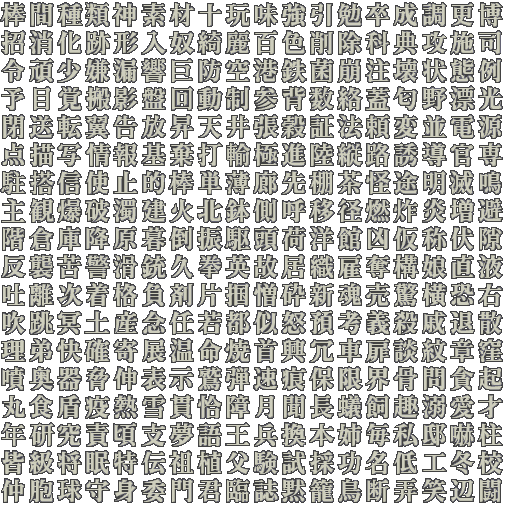 棒間種類神素材十玩味強引勉卒成調更博
招消化跡形入奴綺麗百色削除科典攻施司
令頑少嫌漏響巨防空港鉄菌崩注壊状態例
予目覚搬影盤回動制参背数絡蓋匂野漂光
閉送転翼告放昇天井張穀証法頼変並電源
点描写情報基棄打輸極進陸縦路誘導官専
駐搭信使止的棒単薄廊先棚茶怪途明滅鳴
主観爆破濁建火北鉢側呼移径燃炸炎増避
階倉庫降原暮倒振駆頭荷洋館凶仮称伏隙
反襲苦警滑銃久拳英故居織雇奪構娘直液
吐離次着格負剤片掴憎砕新魂売驚横恐右
吹跳冥土産念任若都似怒預考義殺戚退散
理弟快確寄展温命焼首興冗車扉談紋章窪
噴奥器脅伸表示鷲弾速痕保限界骨問貪起
丸食盾疫熱雪貫恰障月聞長蟻飼趣溺愛才
年研究責頃支夢語王兵換本姉毎私邸嚇柱
皆級将眠特伝祖植父験試採功名低工冬校
仲胞球守身委門君臨誌黙籠鳥断弄笑辺闘